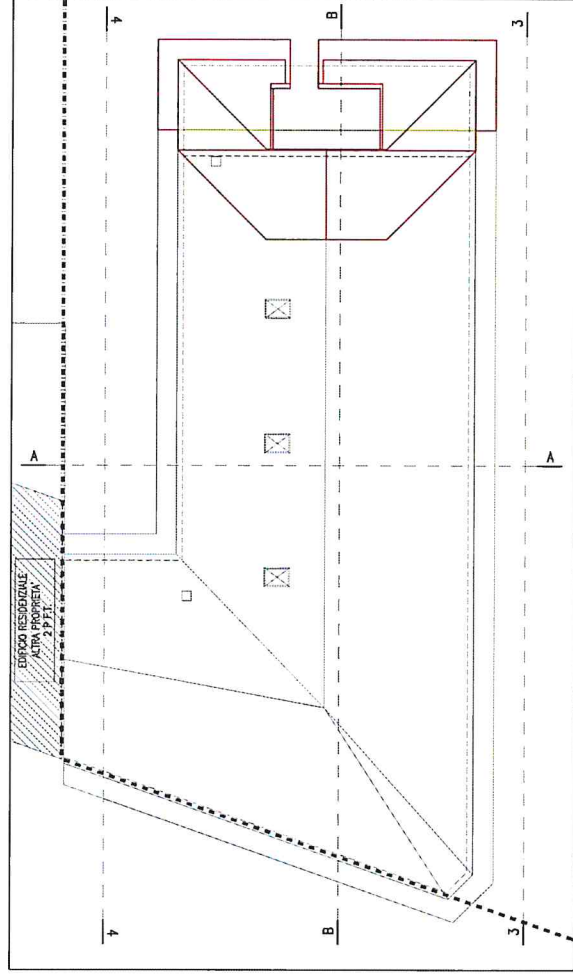 4
B
3
A
A
EDIFICIO RESIDENZIALE
ALTRA PROPRIETA'
2 P.F.T.
4
B
3